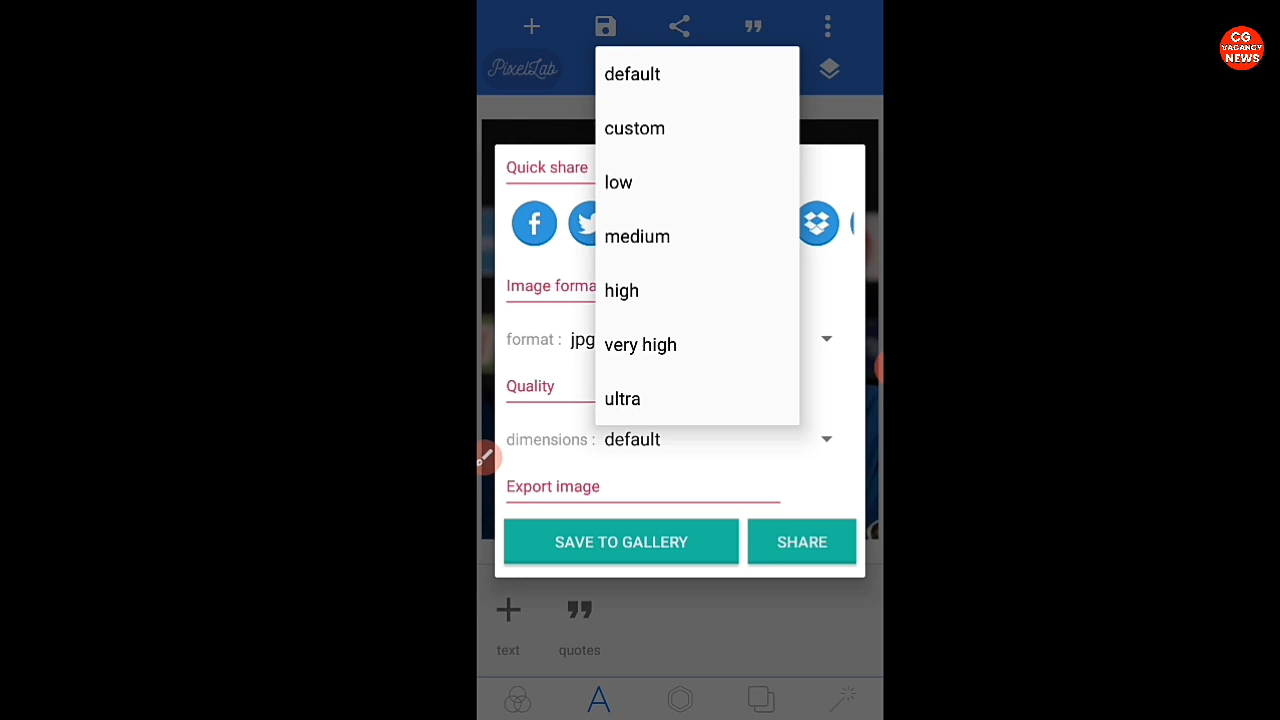 CG
VACANCY
NEWS
PixelLab
default
custom
Quick share
low
medium
Image forma
high
format : jpg
very high
Quality
ultra
dimensions : default
Export image
SAVE TO GALLERY SHARE
text quotes